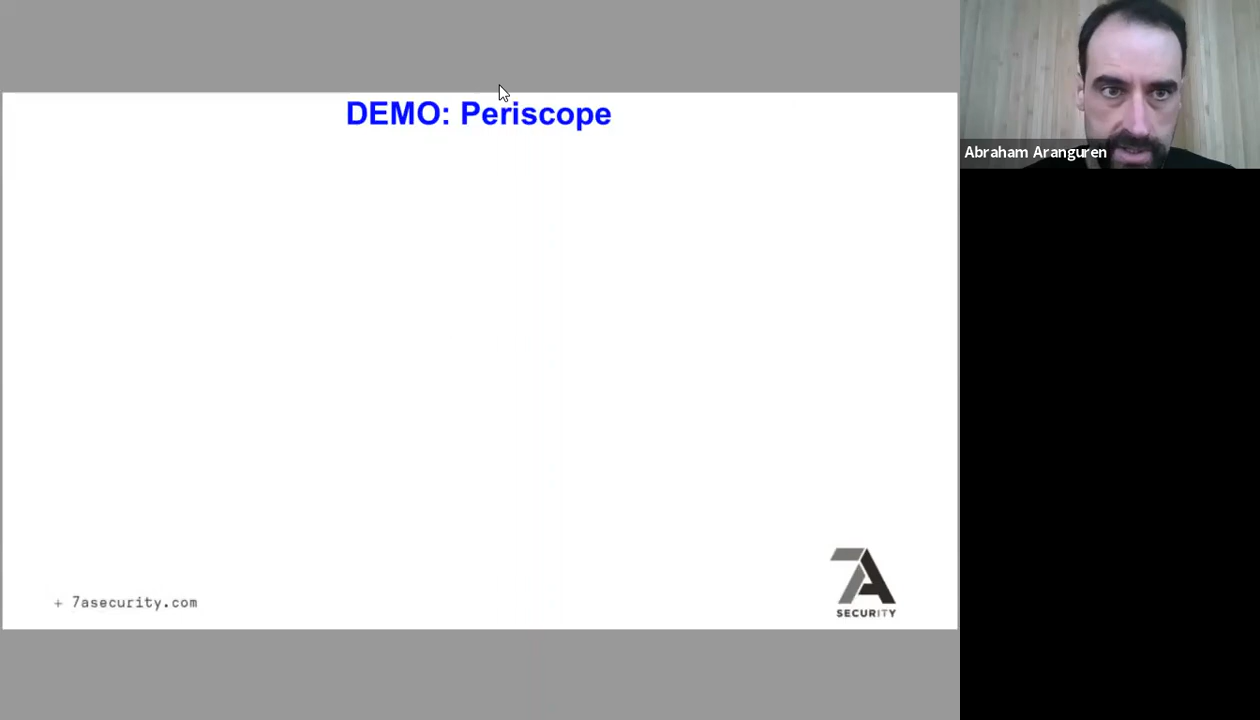 DEMO: Periscope
Abraham Aranguren
+ 7asecurity.com
7A
SECURITY